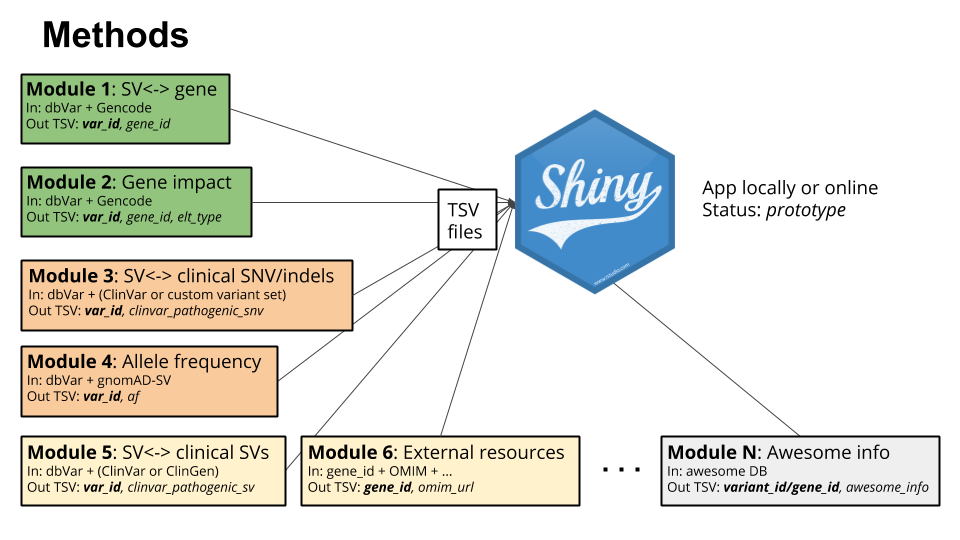 Methods
Module 1: SV<-> gene
In: dbVar + Gencode
Out TSV: var_id, gene_id
Module 2: Gene impact
In: dbVar + Gencode
Out TSV: var_id, gene_id, elt_type
TSV
files
Shiny
www.rstudio.com
App locally or online
Status: prototype
Module 3: SV<-> clinical SNV/indels
In: dbVar + (ClinVar or custom variant set)
Out TSV: var_id, clinvar_pathogenic_snv
Module 4: Allele frequency
In: dbVar + gnomAD-SV
Out TSV: var_id, af
Module 5: SV<-> clinical SVs
In: dbVar + (ClinVar or ClinGen)
Out TSV: var_id, clinvar_pathogenic_sv
Module 6: External resources
In: gene_id + OMIM + ...
Out TSV: gene_id, omim_url
. . .
Module N: Awesome info
In: awesome DB
Out TSV: variant_id/gene_id, awesome_info